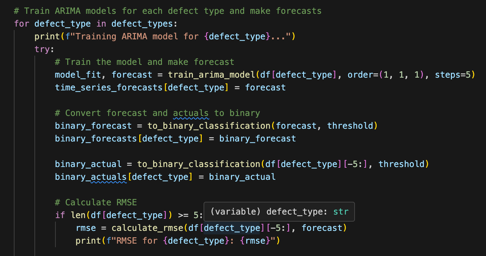 # Train ARIMA models for each defect type and make forecasts
for defect_type in defect_types:
    print(f"Training ARIMA model for {defect_type}...")
    try:
        # Train the model and make forecast
        model_fit, forecast = train_arima_model(df[defect_type], order=(1, 1, 1), steps=5)
        time_series_forecasts[defect_type] = forecast

        # Convert forecast and actuals to binary
        binary_forecast = to_binary_classification(forecast, threshold)
        binary_forecasts[defect_type] = binary_forecast

        binary_actual = to_binary_classification(df[defect_type][-5:], threshold)
        binary_actuals[defect_type] = binary_actual

        # Calculate RMSE
        if len(df[defect_type]) >= 5:
(variable) defect_type: str
            rmse = calculate_rmse(df[defect_type][-5:], forecast)
            print(f"RMSE for {defect_type}: {rmse}")